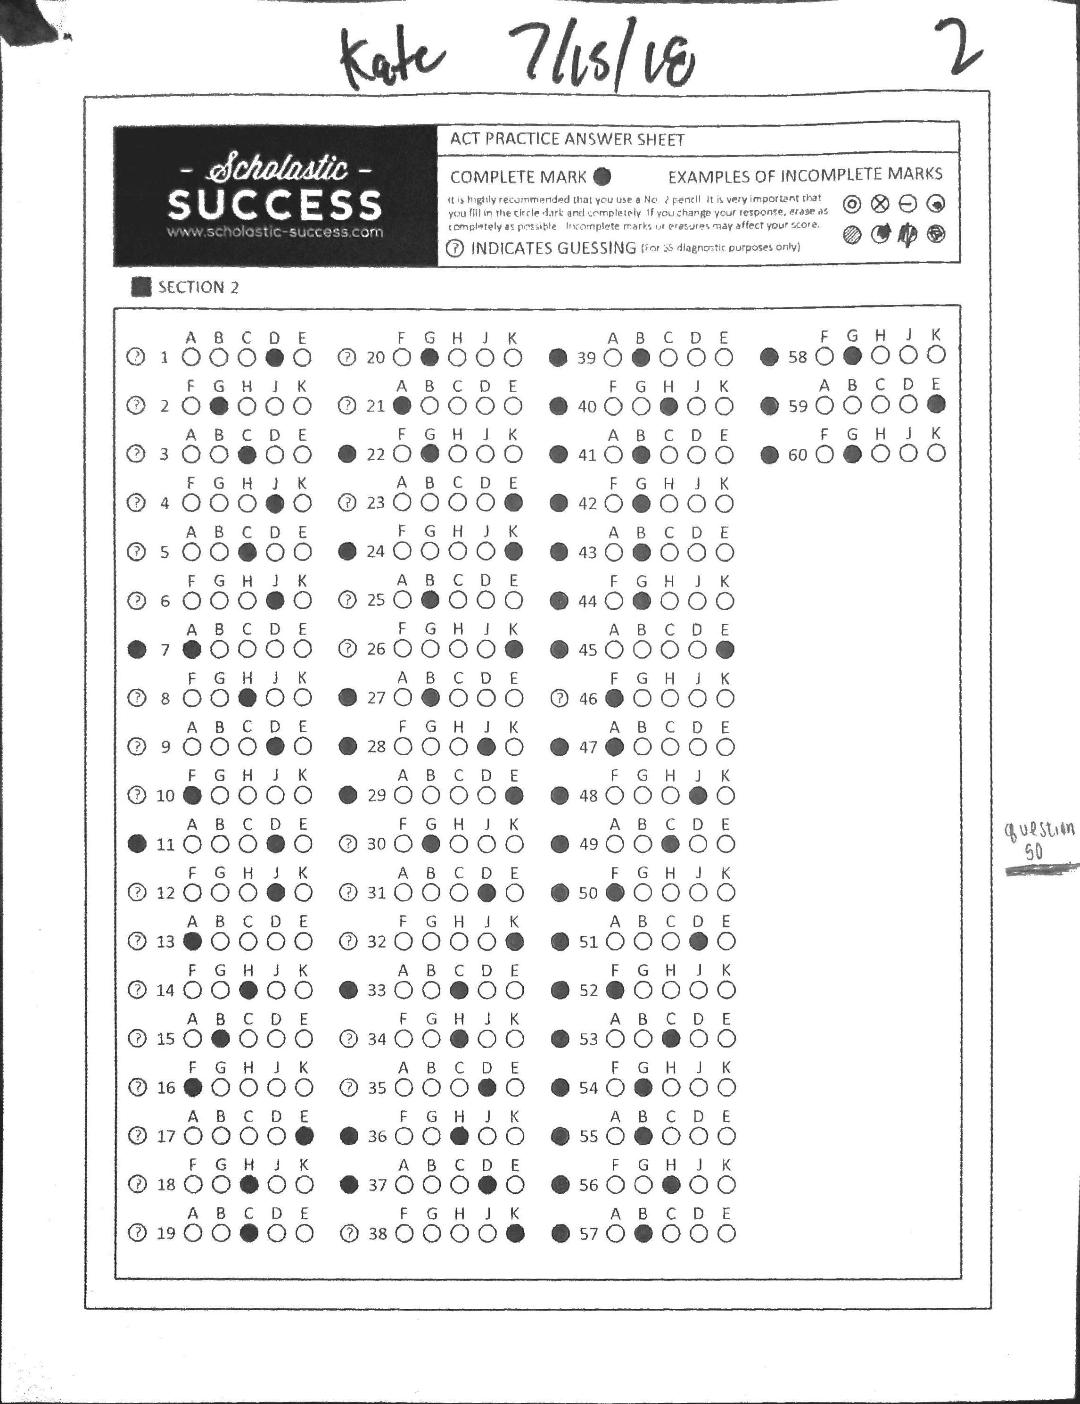 Kate 7/15/18 2
- Scholastic -
SUCCESS
www.scholastic-success.com
ACT PRACTICE ANSWER SHEET
COMPLETE MARK EXAMPLES OF INCOMPLETE MARKS
It is highly recommended that you use a No. 2 pencil. It is very important that
you fill in the circle dark and completely. If you change your response, erase as
completely as possible. Incomplete marks or erasures may affect your score.
? INDICATES GUESSING (For SS diagnostic purposes only)
SECTION 2
A B C D E
? 1
F G H J K
? 2
A B C D E
? 3
F G H J K
? 4
A B C D E
? 5
F G H J K
? 6
A B C D E
7
F G H J K
? 8
A B C D E
? 9
F G H J K
? 10
A B C D E
11
F G H J K
? 12
A B C D E
? 13
F G H J K
? 14
A B C D E
? 15
F G H J K
? 16
A B C D E
? 17
F G H J K
? 18
A B C D E
? 19
F G H J K
? 20
A B C D E
? 21
F G H J K
22
A B C D E
? 23
F G H J K
24
A B C D E
? 25
F G H J K
? 26
A B C D E
27
F G H J K
28
A B C D E
29
F G H J K
? 30
A B C D E
? 31
F G H J K
? 32
A B C D E
33
F G H J K
? 34
A B C D E
? 35
F G H J K
36
A B C D E
37
F G H J K
? 38
A B C D E
39
F G H J K
40
A B C D E
41
F G H J K
42
A B C D E
43
F G H J K
44
A B C D E
45
F G H J K
? 46
A B C D E
47
F G H J K
48
A B C D E
49
F G H J K
50
A B C D E
51
F G H J K
52
A B C D E
53
F G H J K
54
A B C D E
55
F G H J K
56
A B C D E
57
F G H J K
58
A B C D E
59
F G H J K
60
question
50